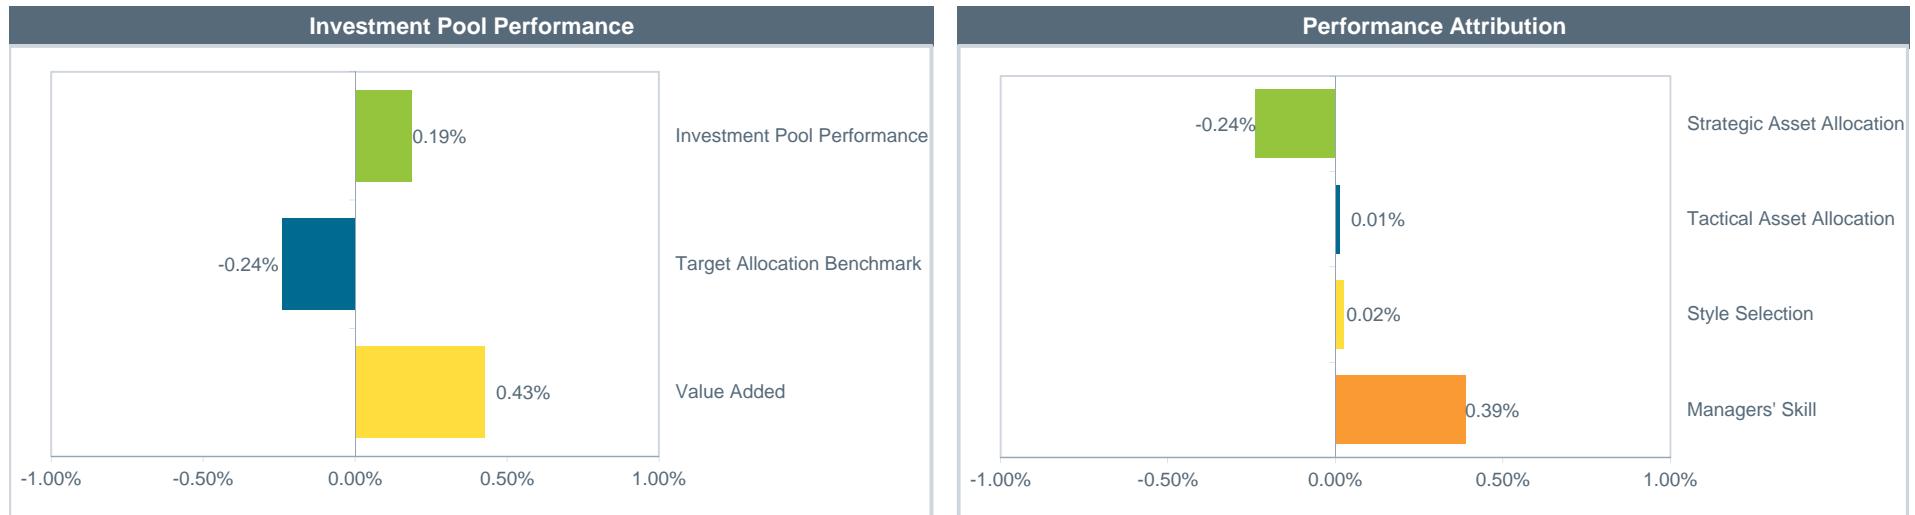 Investment Pool Performance
0.19%
Investment Pool Performance
-0.24%
Target Allocation Benchmark
0.43%
Value Added
-1.00%
-0.50%
0.00%
0.50%
1.00%
Performance Attribution
-0.24%
Strategic Asset Allocation
0.01%
Tactical Asset Allocation
0.02%
Style Selection
0.39%
Managers' Skill
-1.00%
-0.50%
0.00%
0.50%
1.00%